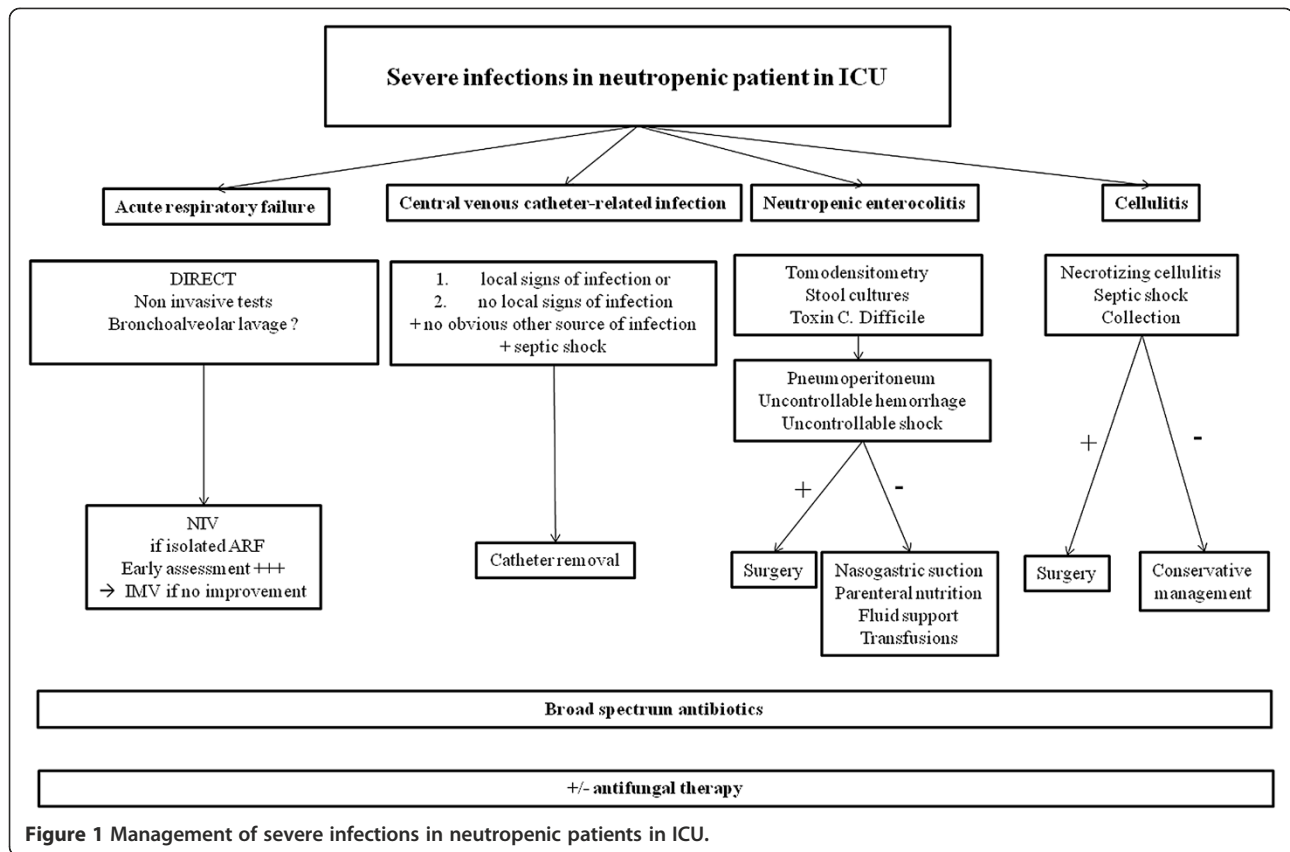 Severe infections in neutropenic patient in ICU
Acute respiratory failure
Central venous catheter-related infection
Neutropenic enterocolitis
Cellulitis
DIRECT
Non invasive tests
Bronchoalveolar lavage ?
1. local signs of infection or
2. no local signs of infection
+ no obvious other source of infection
+ septic shock
Tomodensitometry
Stool cultures
Toxin C. Difficile
Necrotizing cellulitis
Septic shock
Collection
Pneumoperitoneum
Uncontrollable hemorrhage
Uncontrollable shock
+
-
+
-
NIV
if isolated ARF
Early assessment +++
→ IMV if no improvement
Catheter removal
Surgery
Nasogastric suction
Parenteral nutrition
Fluid support
Transfusions
Surgery
Conservative
management
Broad spectrum antibiotics
+/- antifungal therapy
Figure 1 Management of severe infections in neutropenic patients in ICU.